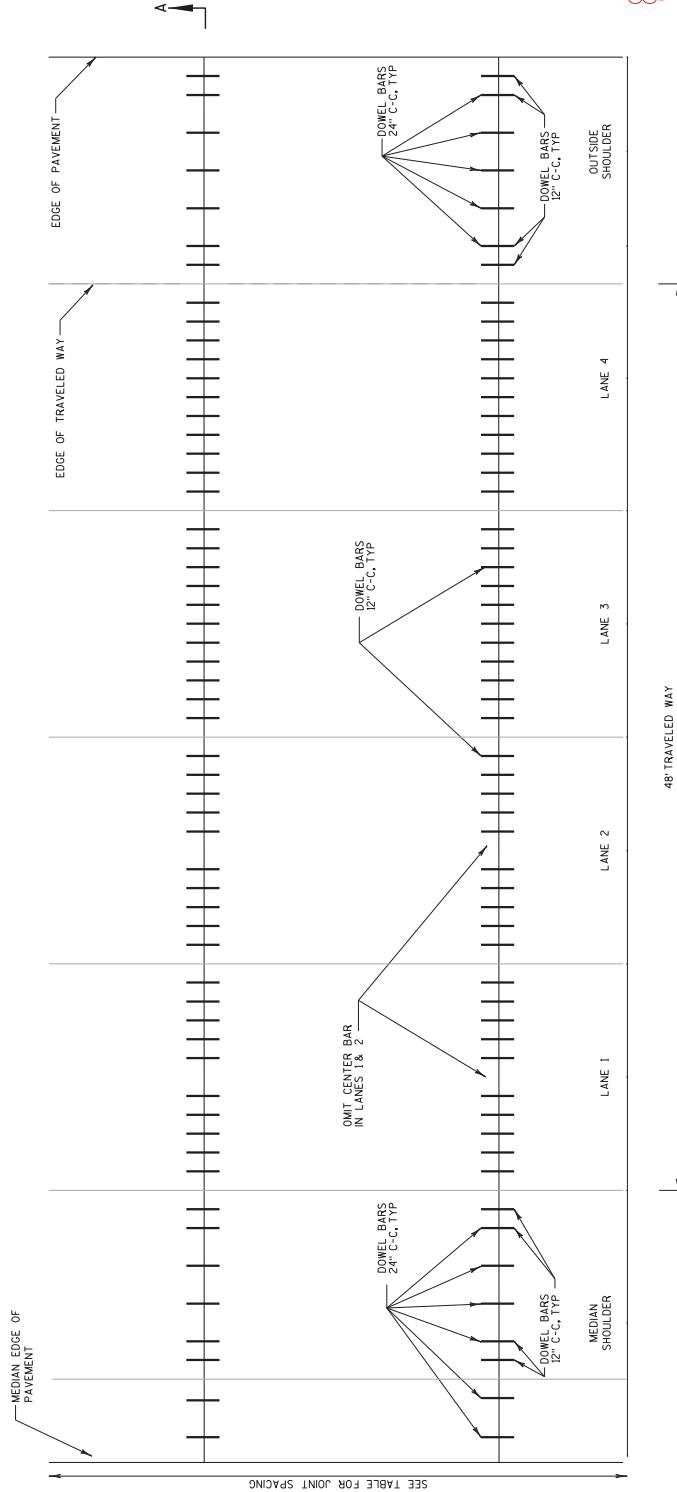 MEDIAN EDGE OF
PAVEMENT
EDGE OF TRAVELED WAY
EDGE OF PAVEMENT
A
SEE TABLE FOR JOINT SPACING
DOWEL BARS
24" C-C, TYP
OMIT CENTER BAR
IN LANES 1 & 2
DOWEL BARS
12" C-C, TYP
DOWEL BARS
24" C-C, TYP
DOWEL BARS
12" C-C, TYP
DOWEL BARS
12" C-C, TYP
MEDIAN
SHOULDER
LANE 1
LANE 2
LANE 3
LANE 4
OUTSIDE
SHOULDER
48' TRAVELED WAY